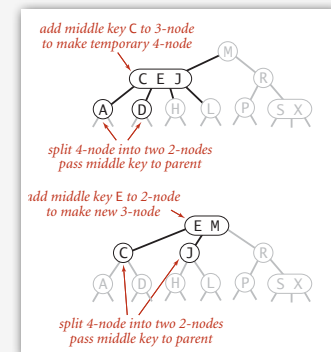 add middle key C to 3-node
to make temporary 4-node
M
C E J
R
A
D
H
L
P
S X
split 4-node into two 2-nodes
pass middle key to parent
add middle key E to 2-node
to make new 3-node
E M
C
J
R
A
D
H
L
P
S X
split 4-node into two 2-nodes
pass middle key to parent